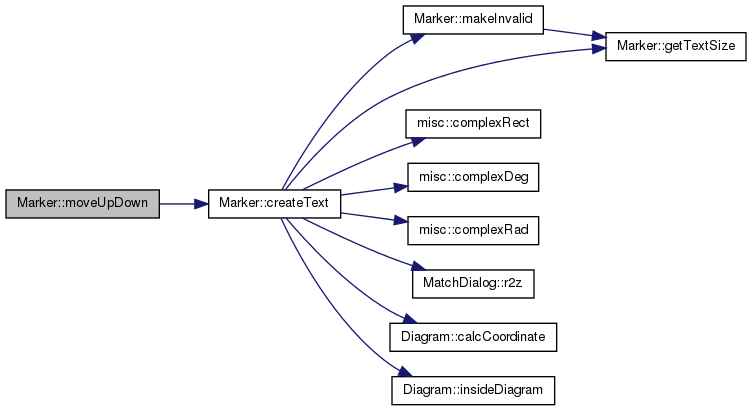 Marker::makeInvalid
Marker::getTextSize
misc::complexRect
misc::complexDeg
Marker::moveUpDown
Marker::createText
misc::complexRad
MatchDialog::r2z
Diagram::calcCoordinate
Diagram::insideDiagram